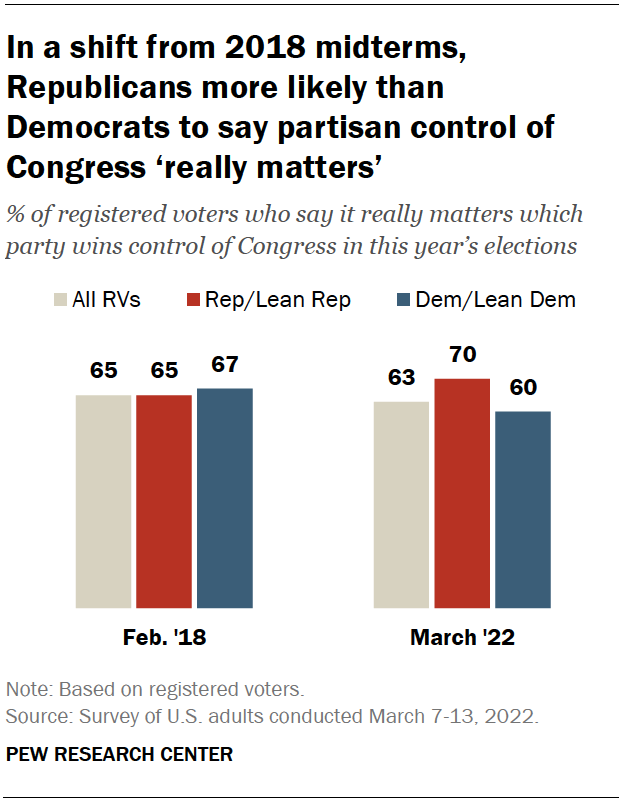 In a shift from 2018 midterms,
Republicans more likely than
Democrats to say partisan control of
Congress ‘really matters’
% of registered voters who say it really matters which
party wins control of Congress in this year’s elections
All RVs Rep/Lean Rep Dem/Lean Dem
65 65 67 63 70 60
Feb. '18 March '22
Note: Based on registered voters.
Source: Survey of U.S. adults conducted March 7-13, 2022.
PEW RESEARCH CENTER